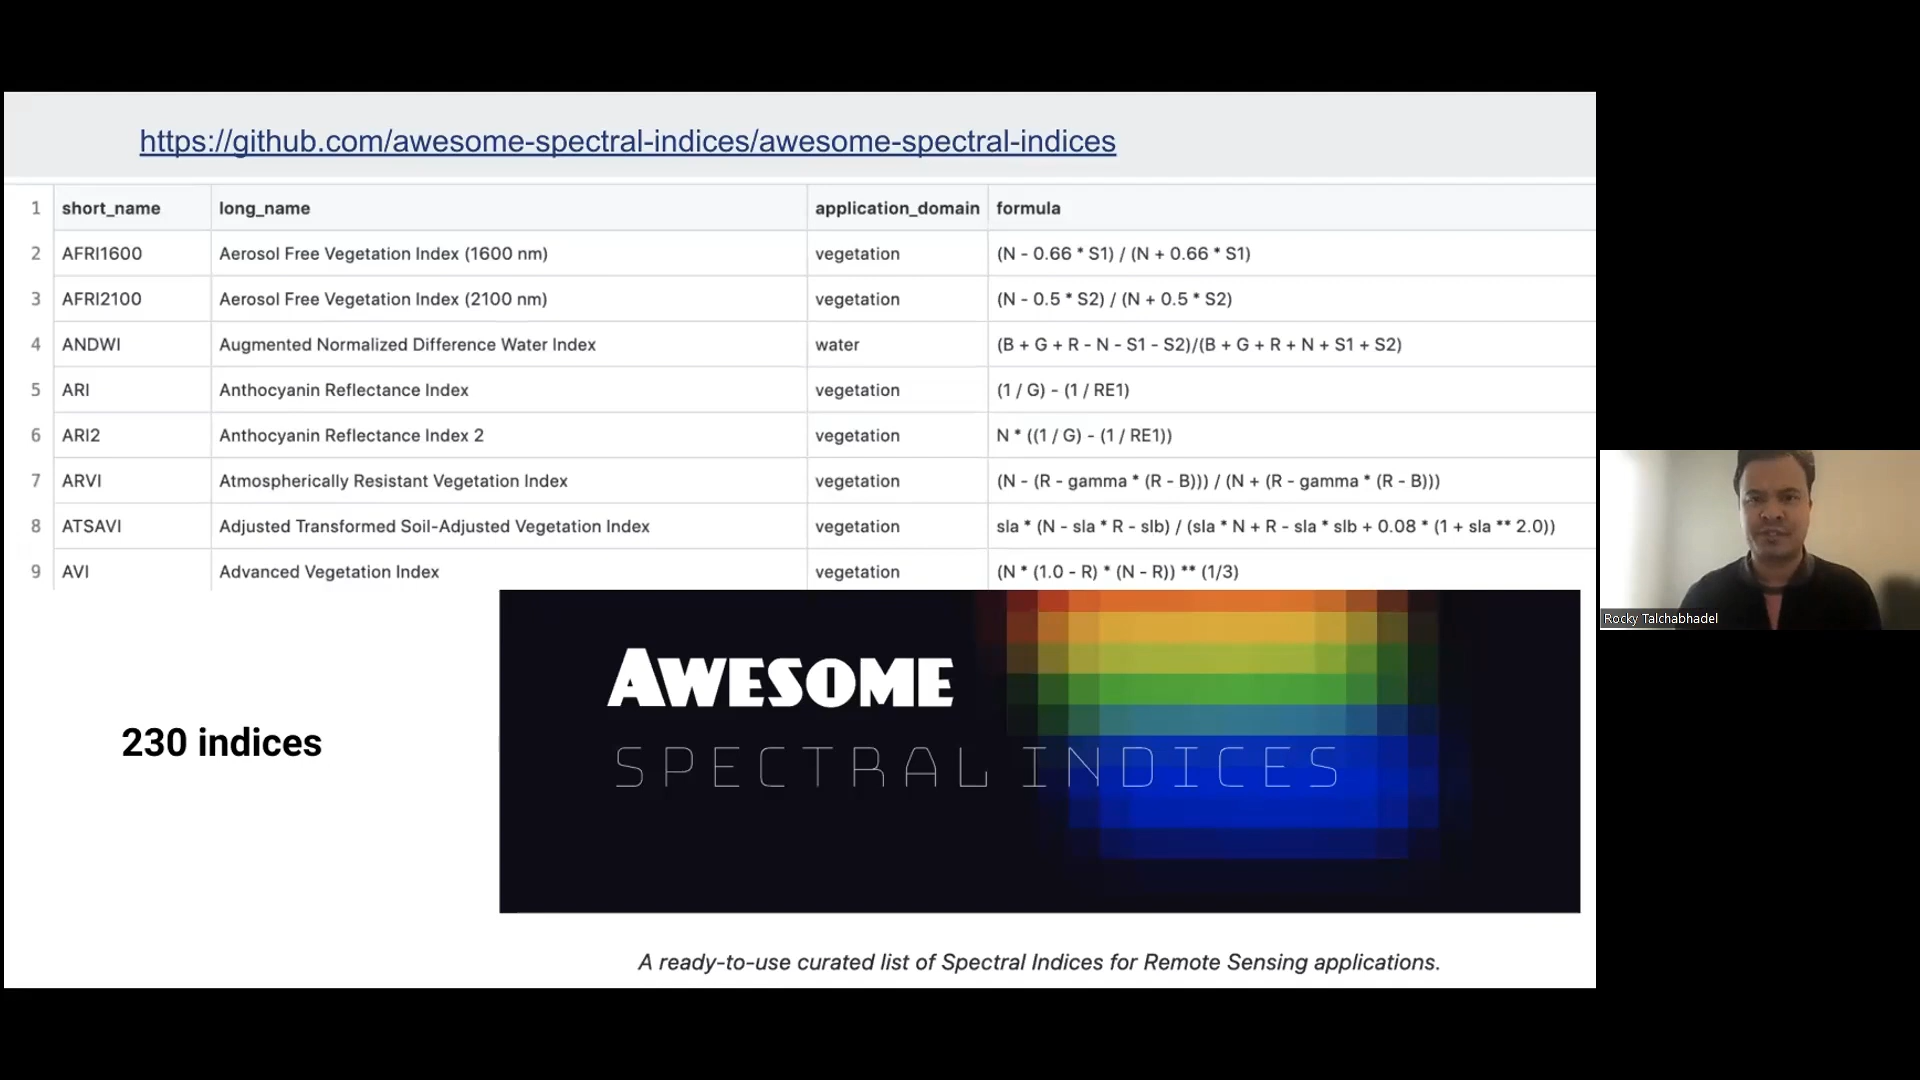 https://github.com/awesome-spectral-indices/awesome-spectral-indices
1 short_name long_name application_domain formula
2 AFRI1600 Aerosol Free Vegetation Index (1600 nm) vegetation (N - 0.66 * S1) / (N + 0.66 * S1)
3 AFRI2100 Aerosol Free Vegetation Index (2100 nm) vegetation (N - 0.5 * S2) / (N + 0.5 * S2)
4 ANDWI Augmented Normalized Difference Water Index water (B + G + R - N - S1 - S2)/(B + G + R + N + S1 + S2)
5 ARI Anthocyanin Reflectance Index vegetation (1 / G) - (1 / RE1)
6 ARI2 Anthocyanin Reflectance Index 2 vegetation N * ((1 / G) - (1 / RE1))
7 ARVI Atmospherically Resistant Vegetation Index vegetation (N - (R - gamma * (R - B))) / (N + (R - gamma * (R - B)))
8 ATSAVI Adjusted Transformed Soil-Adjusted Vegetation Index vegetation sla * (N - sla * R - slb) / (sla * N + R - sla * slb + 0.08 * (1 + sla ** 2.0))
9 AVI Advanced Vegetation Index vegetation (N * (1.0 - R) * (N - R)) ** (1/3)
Rocky Talchabhadel
AWESOME
SPECTRAL INDICES
230 indices
A ready-to-use curated list of Spectral Indices for Remote Sensing applications.